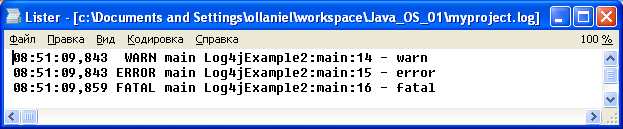 Lister - [c:\Documents and Settings\ollaniel\workspace\Java_OS_01\myproject.log]
Файл Правка Вид Кодировка Справка 100 %
08:51:09,843  WARN main Log4jExample2:main:14 - warn
08:51:09,843 ERROR main Log4jExample2:main:15 - error
08:51:09,859 FATAL main Log4jExample2:main:16 - fatal